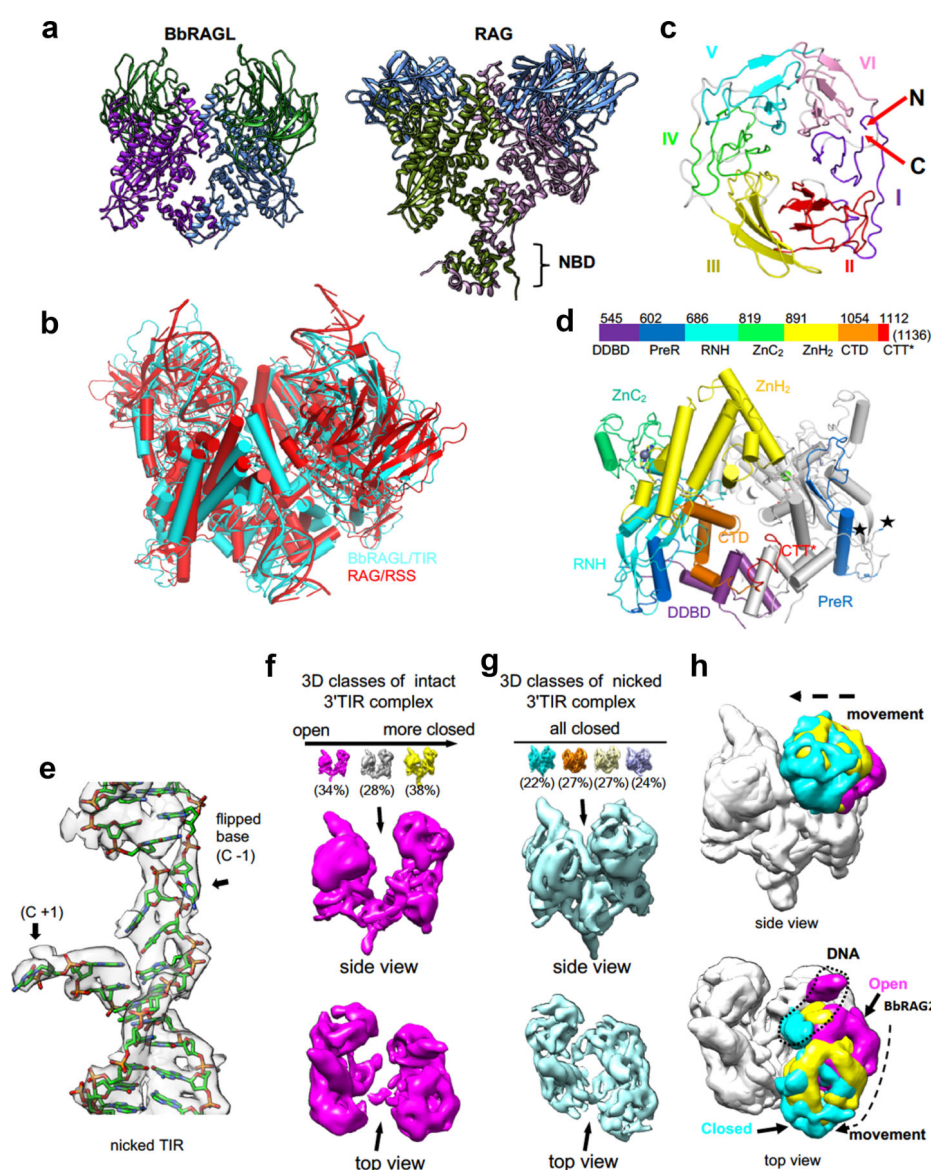 a
BbRAGL
RAG
NBD
c
V
VI
N
IV
C
I
III
II
b
BbRAGL/TIR
RAG/RSS
d
545 602 686 819 891 1054 1112
(1136)
DDBD PreR RNH ZnC₂ ZnH₂ CTD CTT*
ZnC₂
ZnH₂
CTD
CTT*
RNH
DDBD
PreR
e
flipped
base
(C -1)
(C +1)
nicked TIR
f
3D classes of intact
3'TIR complex
open more closed
(34%) (28%) (38%)
side view
top view
g
3D classes of nicked
3'TIR complex
all closed
(22%) (27%) (27%) (24%)
side view
top view
h
movement
side view
DNA
Open
BbRAG2
Closed
movement
top view